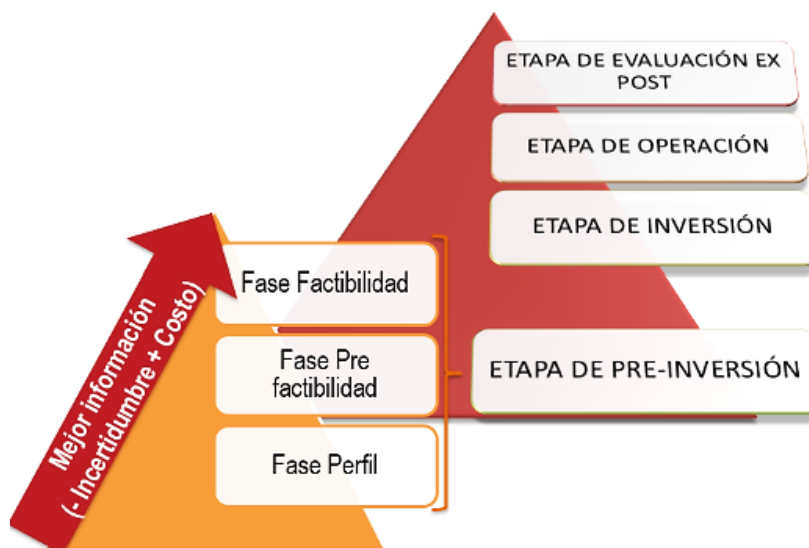 ETAPA DE EVALUACIÓN EX
POST
ETAPA DE OPERACIÓN
ETAPA DE INVERSIÓN
ETAPA DE PRE-INVERSIÓN
Fase Factibilidad
Fase Pre
factibilidad
Fase Perfil
Mejor información
(- Incertidumbre + Costo)